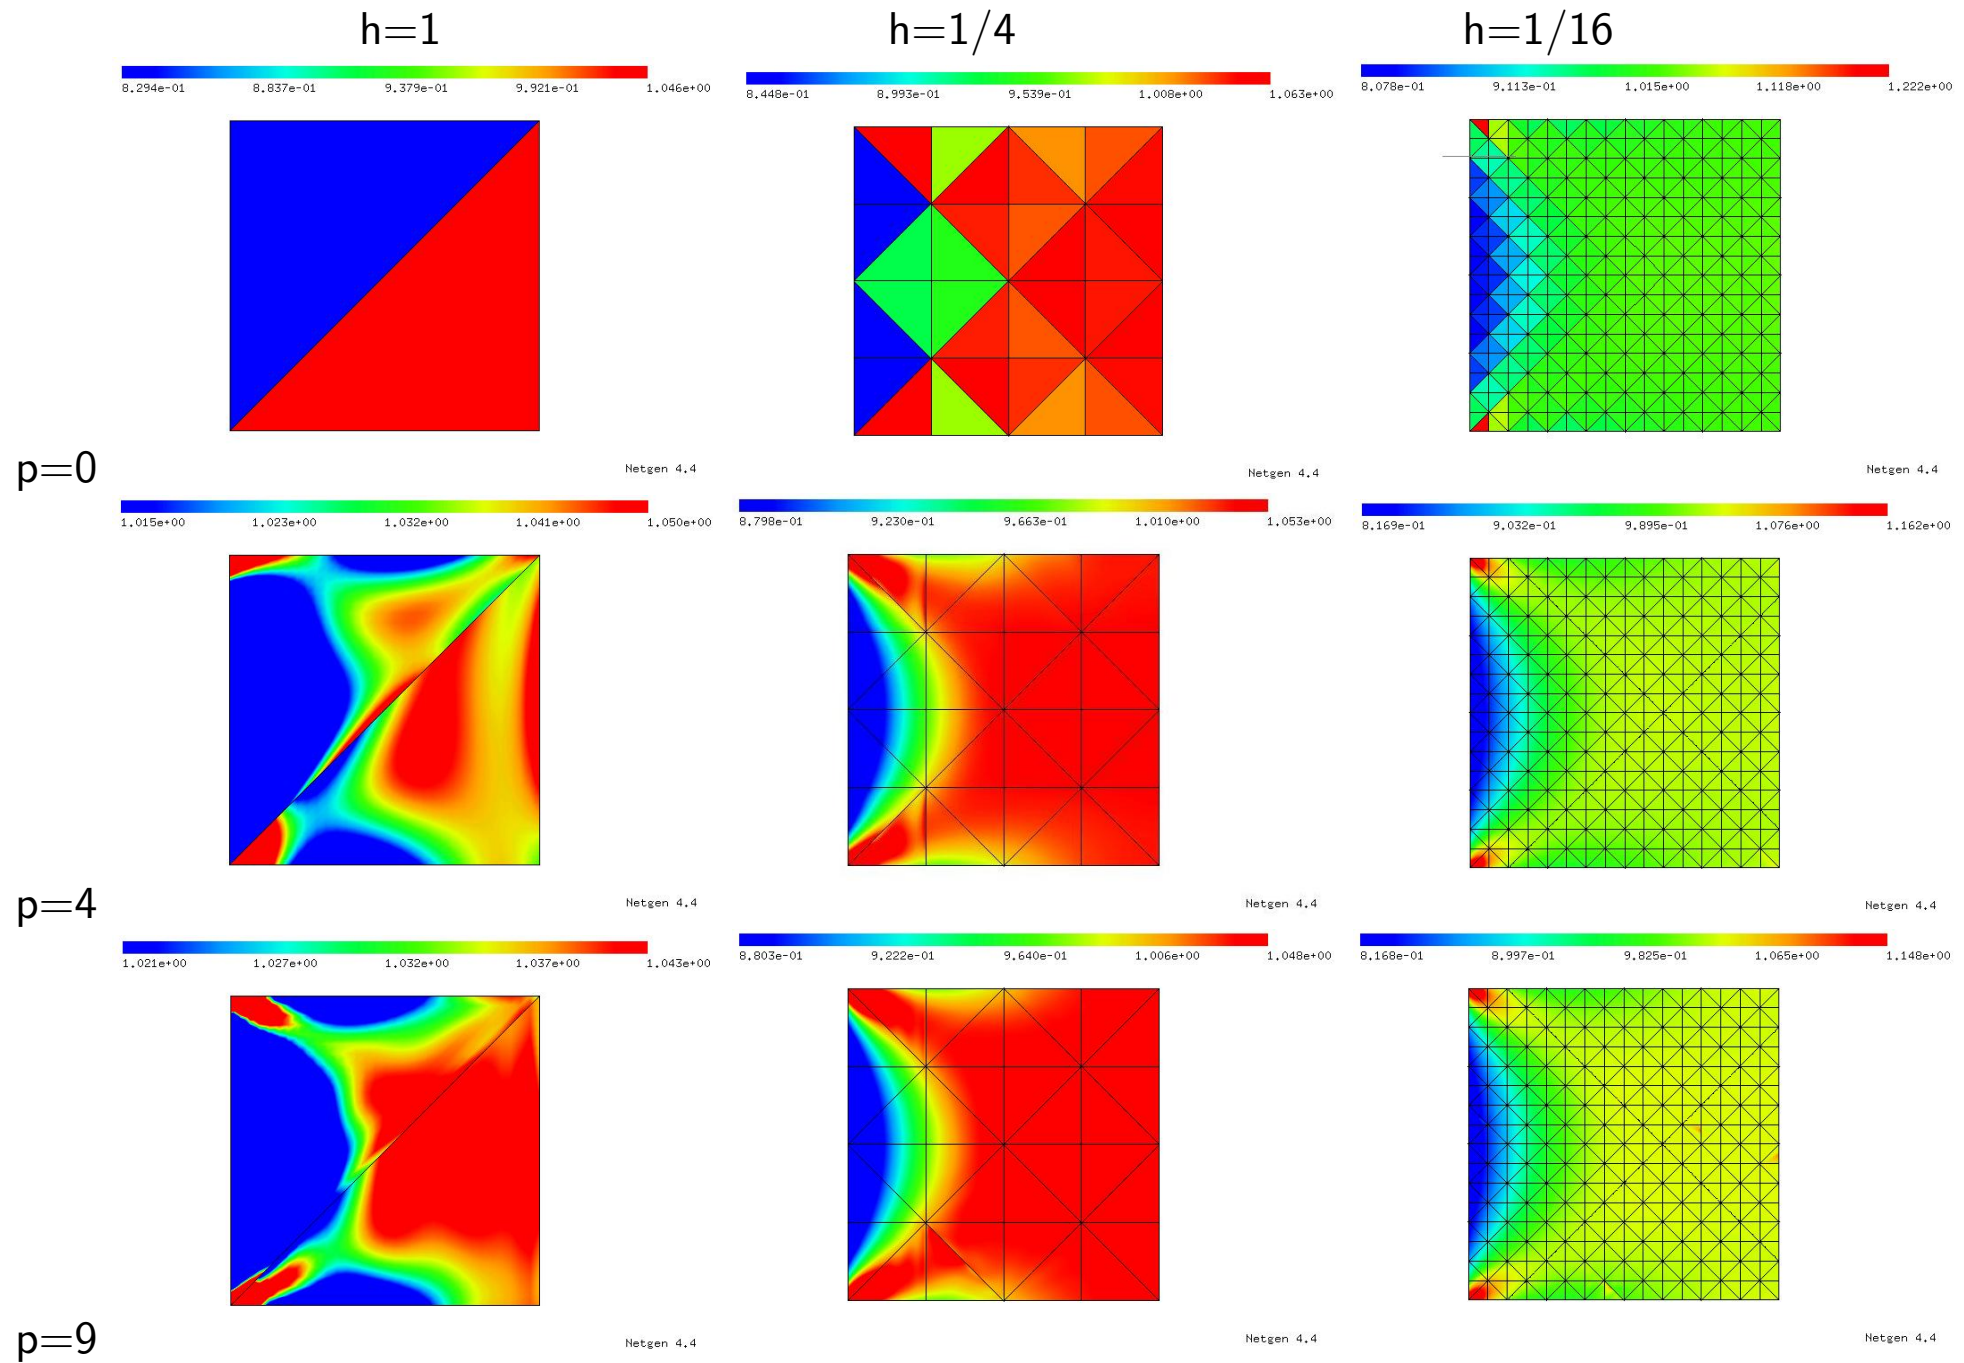 h=1 h=1/4 h=1/16
8.294e-01 8.837e-01 9.379e-01 9.921e-01 1.046e+00
8.448e-01 8.993e-01 9.539e-01 1.008e+00 1.063e+00
8.078e-01 9.113e-01 1.015e+00 1.118e+00 1.222e+00
p=0
Netgen 4.4
Netgen 4.4
Netgen 4.4
1.015e+00 1.023e+00 1.032e+00 1.041e+00 1.050e+00
8.798e-01 9.230e-01 9.663e-01 1.010e+00 1.053e+00
8.169e-01 9.032e-01 9.895e-01 1.076e+00 1.162e+00
p=4
Netgen 4.4
Netgen 4.4
Netgen 4.4
1.021e+00 1.027e+00 1.032e+00 1.037e+00 1.043e+00
8.803e-01 9.222e-01 9.640e-01 1.006e+00 1.048e+00
8.168e-01 8.997e-01 9.825e-01 1.065e+00 1.148e+00
p=9
Netgen 4.4
Netgen 4.4
Netgen 4.4